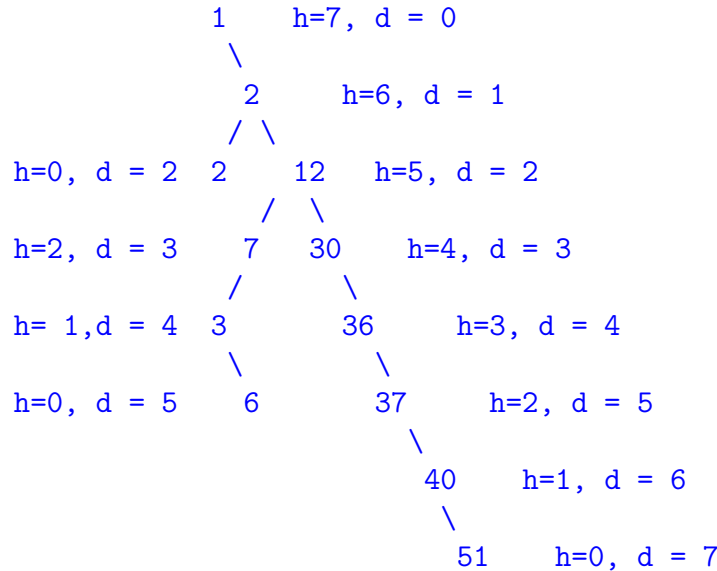 1    h=7, d = 0
\
2     h=6, d = 1
/ \
h=0, d = 2  2    12   h=5, d = 2
/  \
h=2, d = 3    7   30    h=4, d = 3
/      \
h= 1,d = 4  3       36     h=3, d = 4
\        \
h=0, d = 5    6       37     h=2, d = 5
\
40    h=1, d = 6
\
51    h=0, d = 7